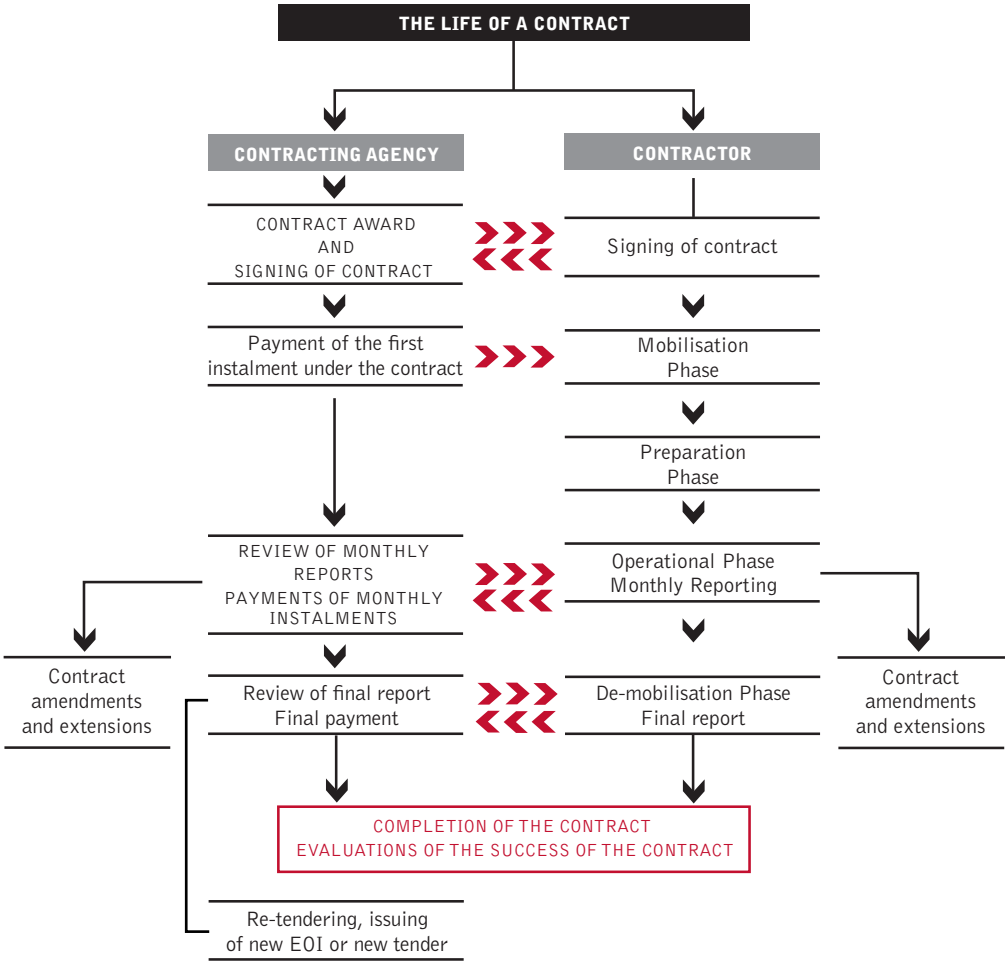 THE LIFE OF A CONTRACT
CONTRACTING AGENCY
CONTRACTOR
CONTRACT AWARD
AND
SIGNING OF CONTRACT
Signing of contract
Payment of the first
instalment under the contract
Mobilisation
Phase
Preparation
Phase
REVIEW OF MONTHLY
REPORTS
PAYMENTS OF MONTHLY
INSTALMENTS
Operational Phase
Monthly Reporting
Contract
amendments
and extensions
Review of final report
Final payment
De-mobilisation Phase
Final report
Contract
amendments
and extensions
COMPLETION OF THE CONTRACT
EVALUATIONS OF THE SUCCESS OF THE CONTRACT
Re-tendering, issuing
of new EOI or new tender